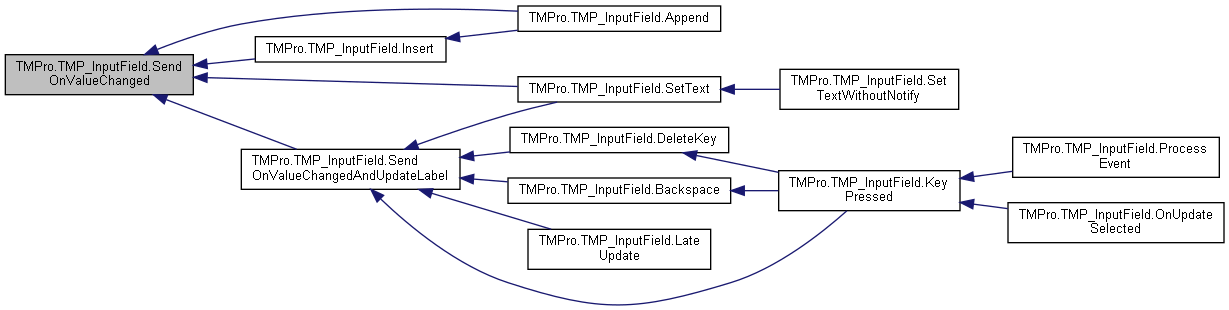 TMPro.TMP_InputField.Send
OnValueChanged
TMPro.TMP_InputField.Append
TMPro.TMP_InputField.Insert
TMPro.TMP_InputField.SetText
TMPro.TMP_InputField.Set
TextWithoutNotify
TMPro.TMP_InputField.Send
OnValueChangedAndUpdateLabel
TMPro.TMP_InputField.DeleteKey
TMPro.TMP_InputField.Backspace
TMPro.TMP_InputField.Late
Update
TMPro.TMP_InputField.Key
Pressed
TMPro.TMP_InputField.Process
Event
TMPro.TMP_InputField.OnUpdate
Selected